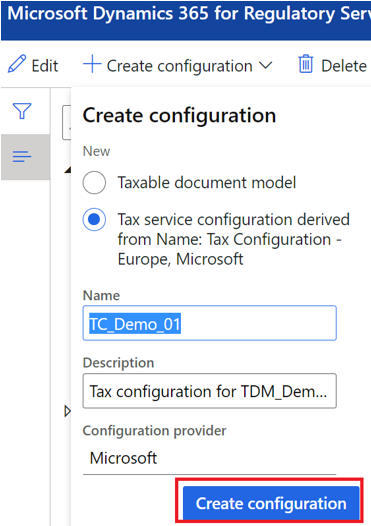 Microsoft Dynamics 365 for Regulatory Serv
Edit
Create configuration
Delete
Create configuration
New
Taxable document model
Tax service configuration derived
from Name: Tax Configuration -
Europe, Microsoft
Name
TC_Demo_01
Description
Tax configuration for TDM_Dem...
Configuration provider
Microsoft
Create configuration